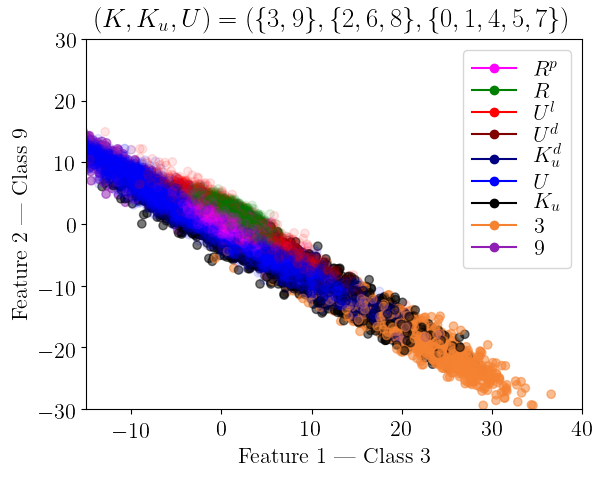 (K, K_u, U) = ({3, 9}, {2, 6, 8}, {0, 1, 4, 5, 7})
30
20
10
0
−10
−20
−30
Feature 2 — Class 9
R^p
R
U^l
U^d
K_u^d
U
K_u
3
9
−10
0
10
20
30
40
Feature 1 — Class 3